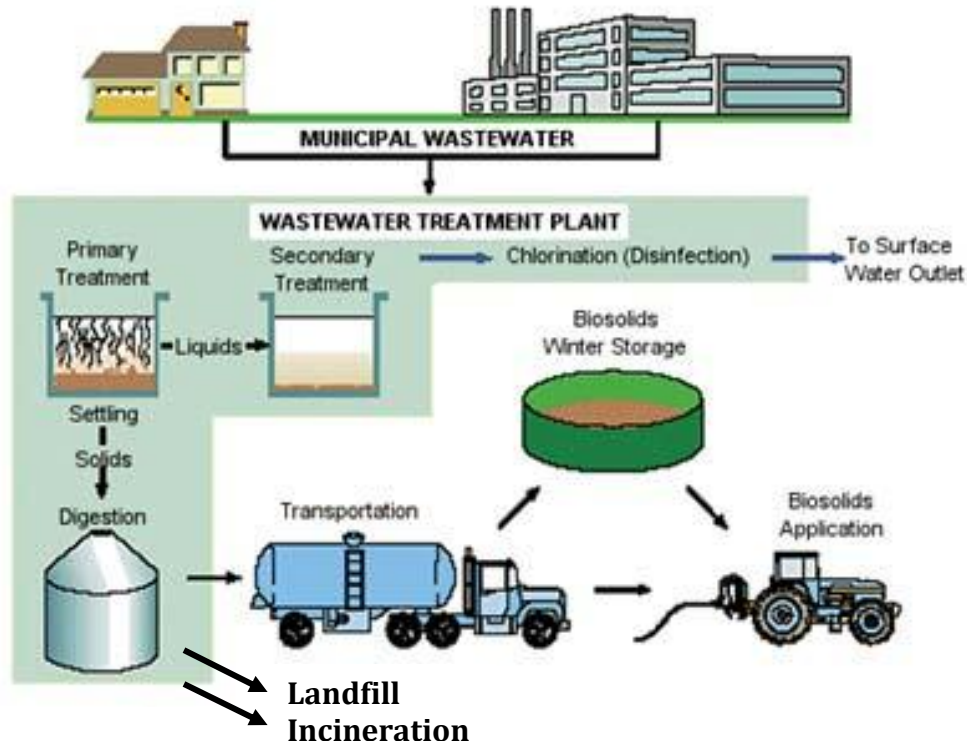 MUNICIPAL WASTEWATER
WASTEWATER TREATMENT PLANT
Primary
Treatment
Secondary
Treatment
Chlorination (Disinfection)
To Surface
Water Outlet
Liquids
Settling
Solids
Digestion
Biosolids
Winter Storage
Transportation
Biosolids
Application
Landfill
Incineration